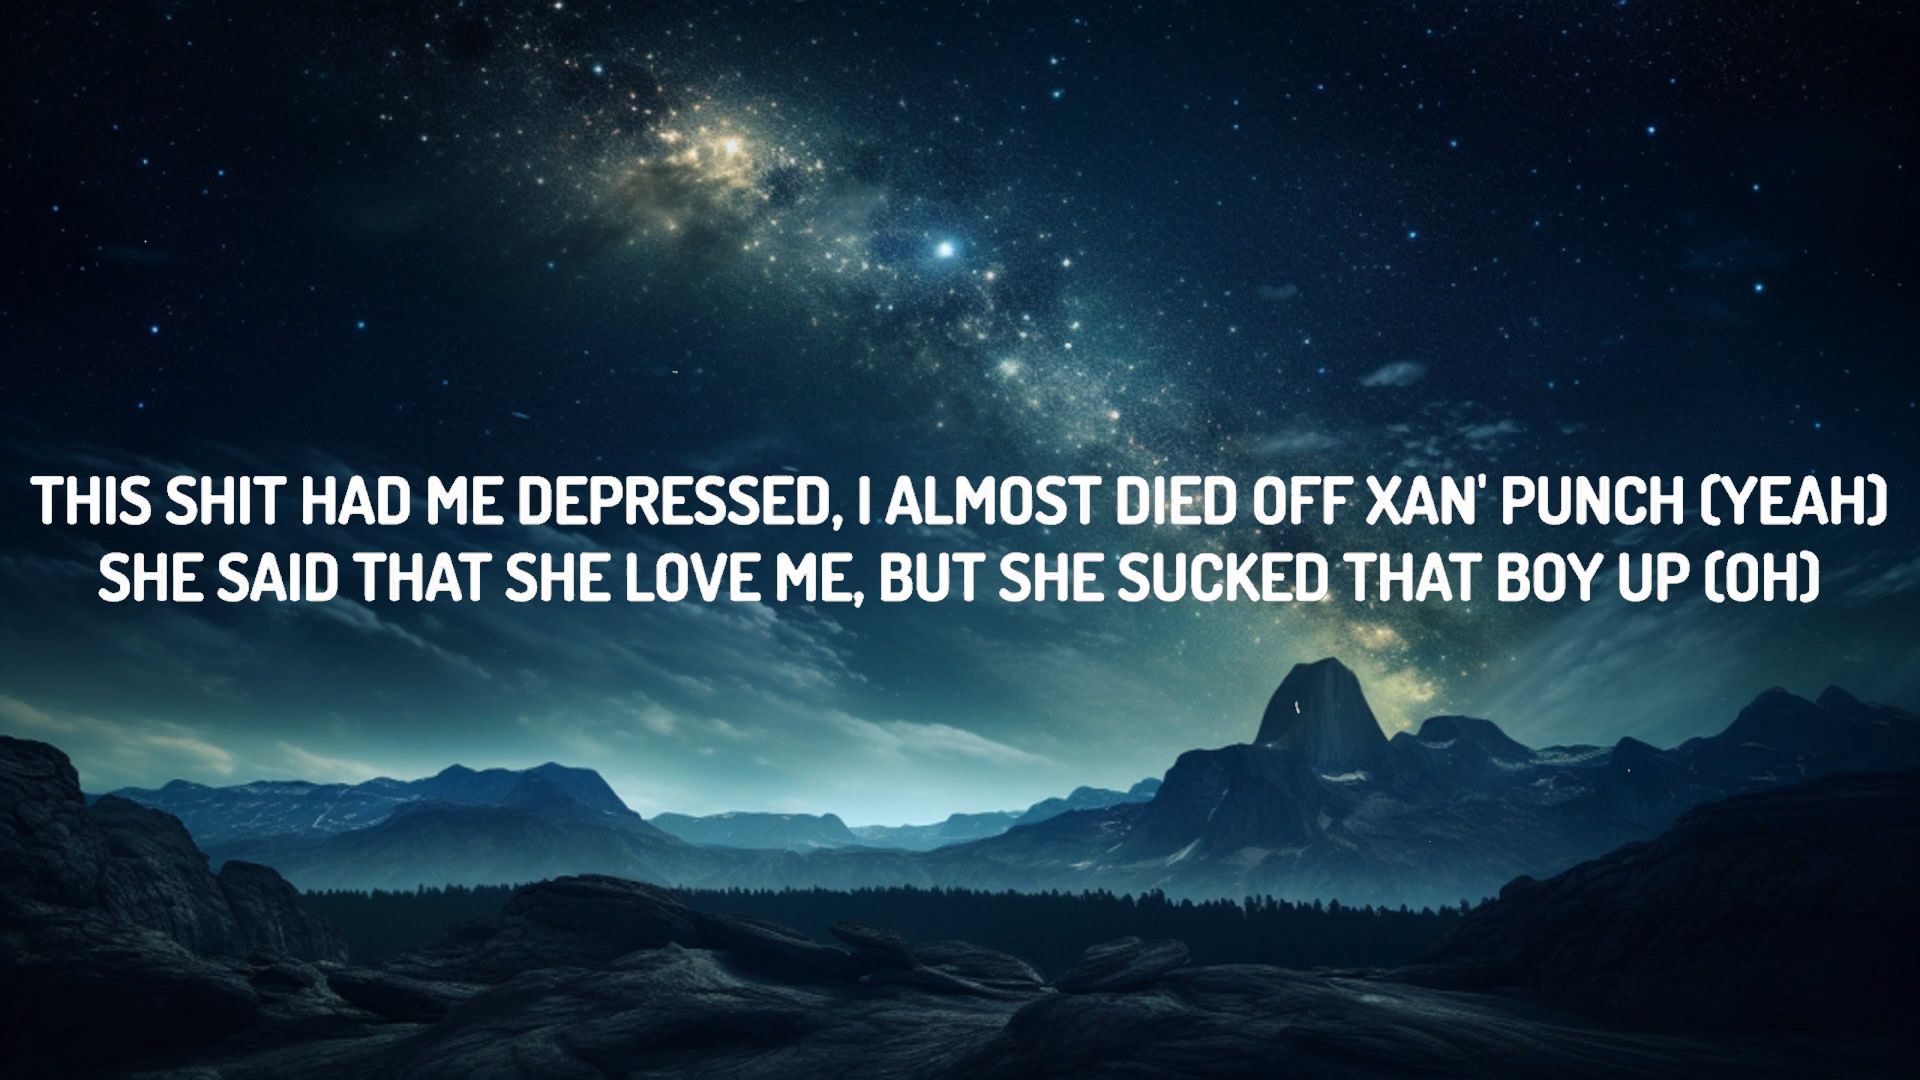 THIS SHIT HAD ME DEPRESSED, I ALMOST DIED OFF XAN' PUNCH (YEAH)
SHE SAID THAT SHE LOVE ME, BUT SHE SUCKED THAT BOY UP (OH)